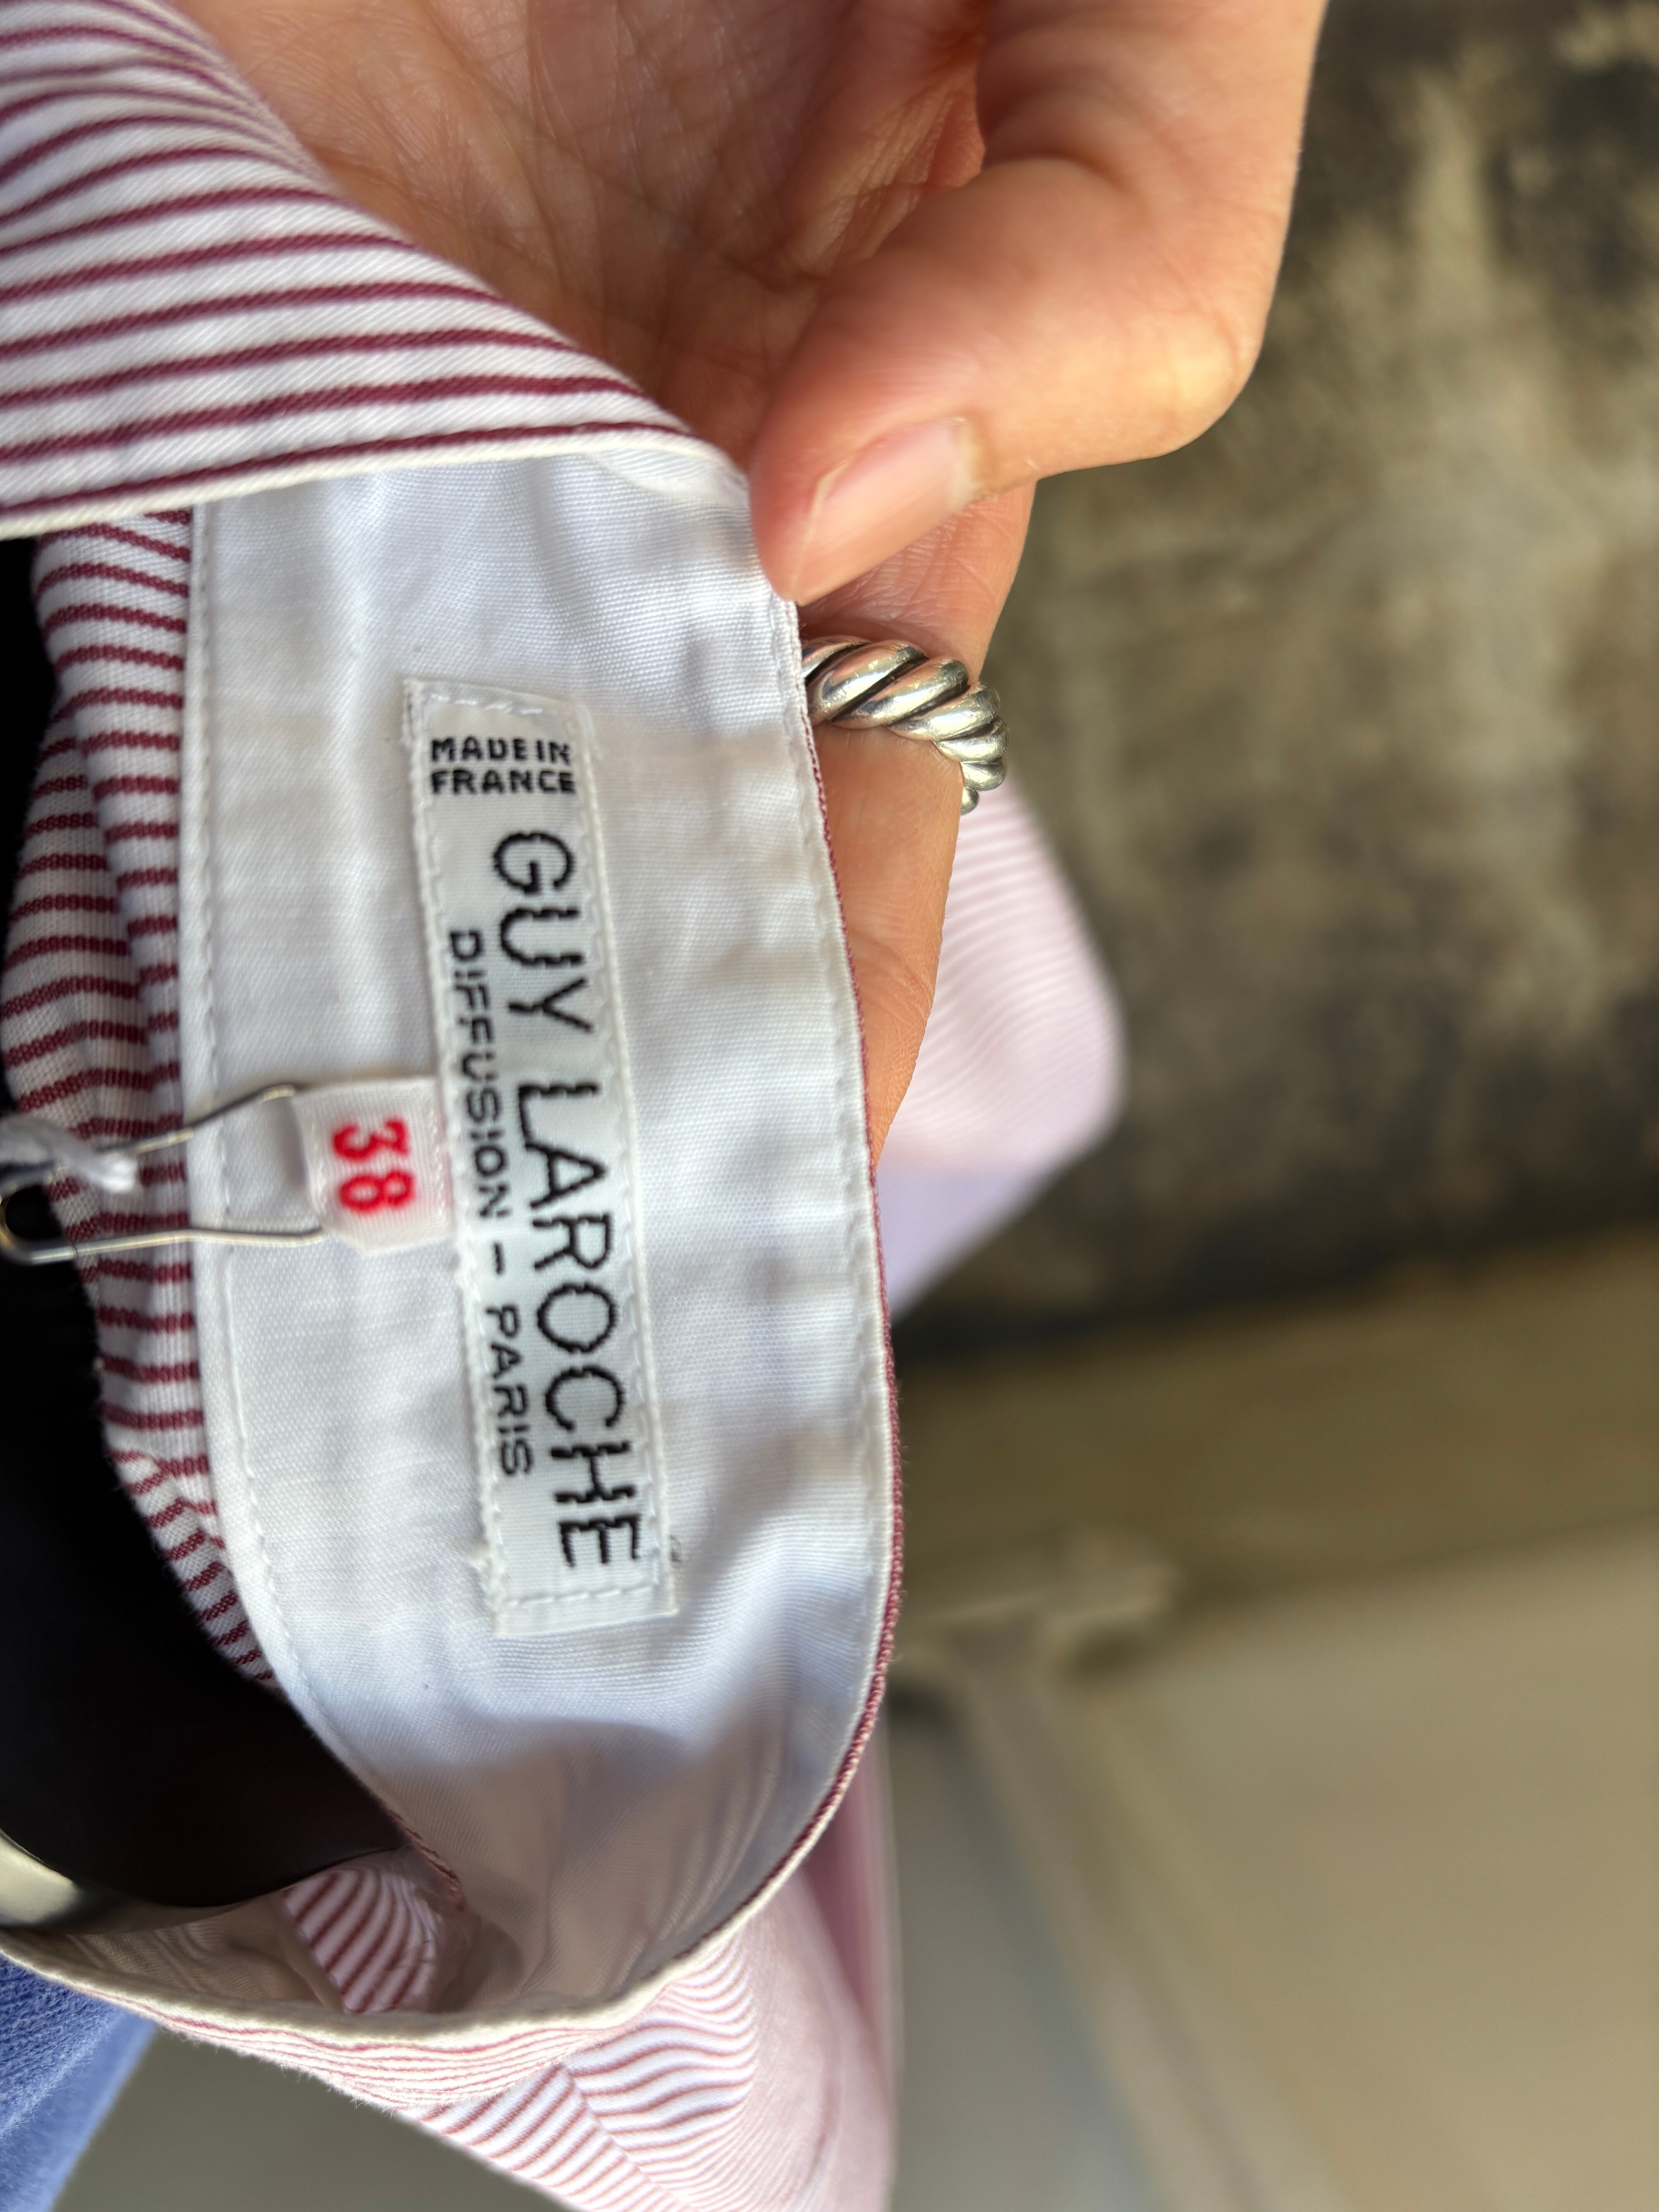 MADE IN
FRANCE
GUY LAROCHE
DIFFUSION - PARIS
38